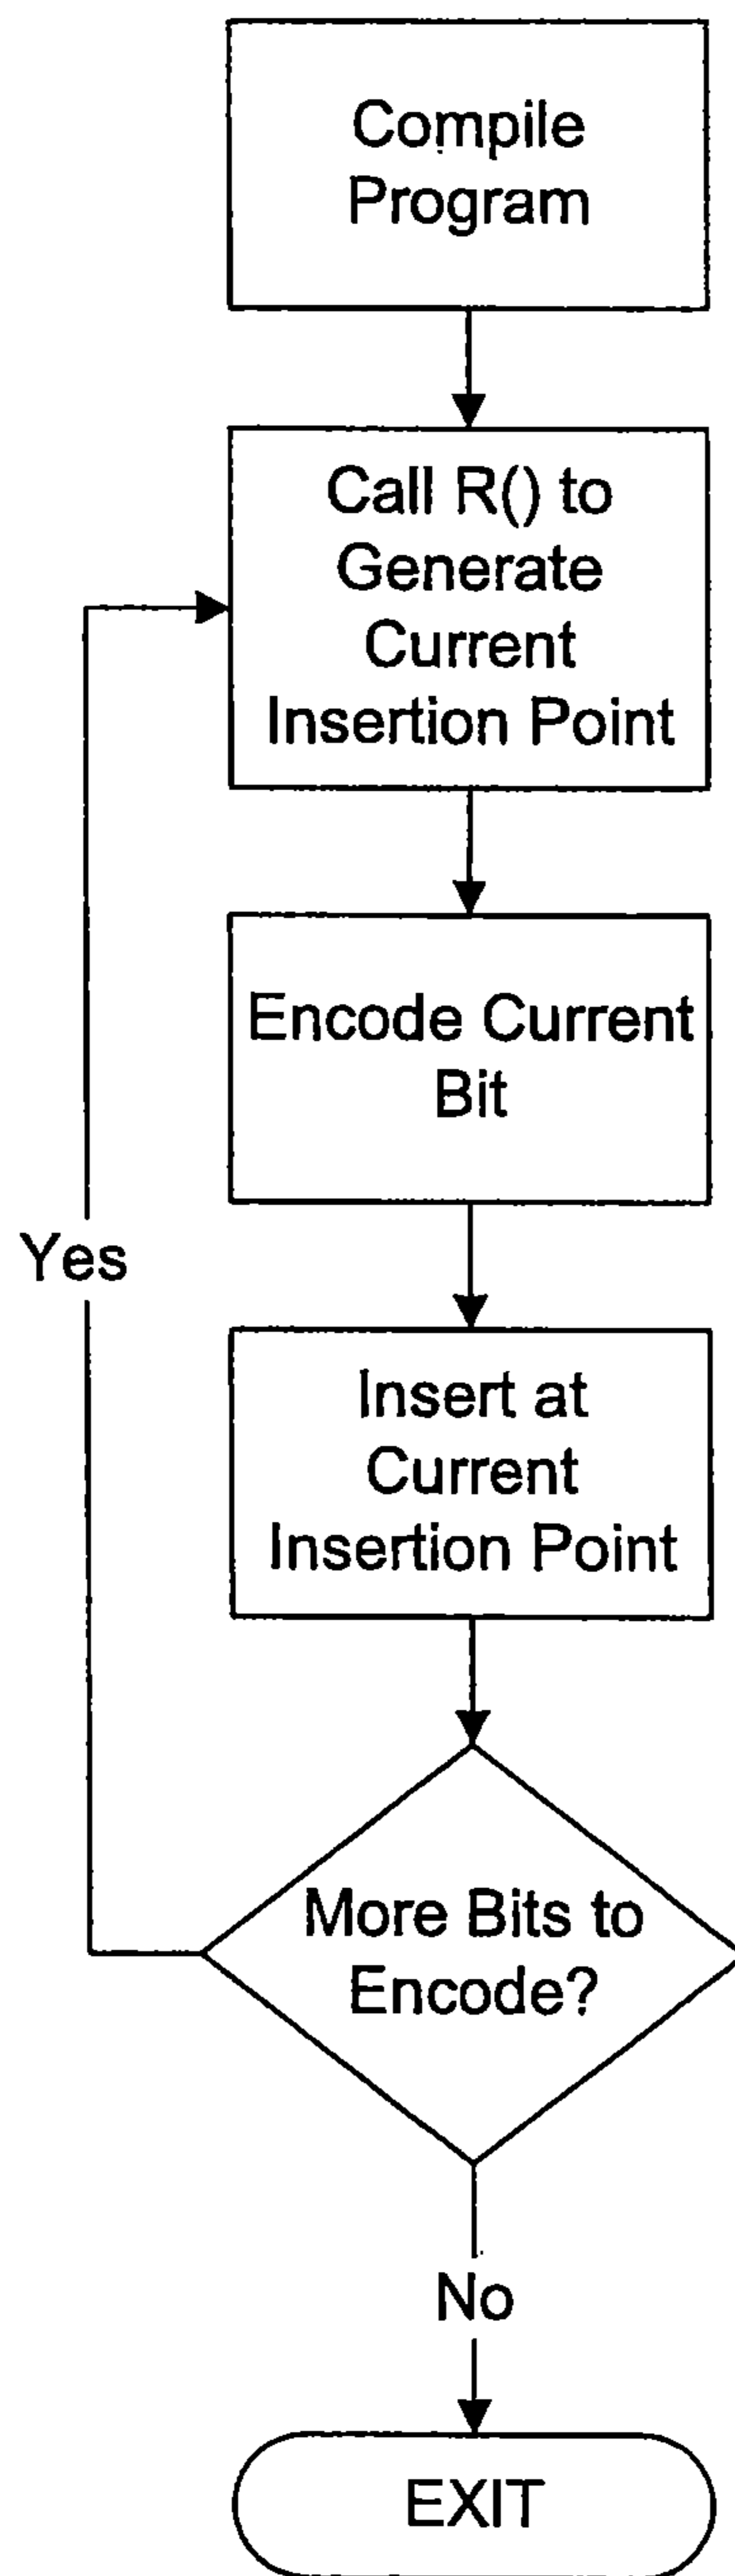 Compile
Program
Call R() to
Generate
Current
Insertion Point
Encode Current
Bit
Yes
Insert at
Current
Insertion Point
More Bits to
Encode?
No
EXIT